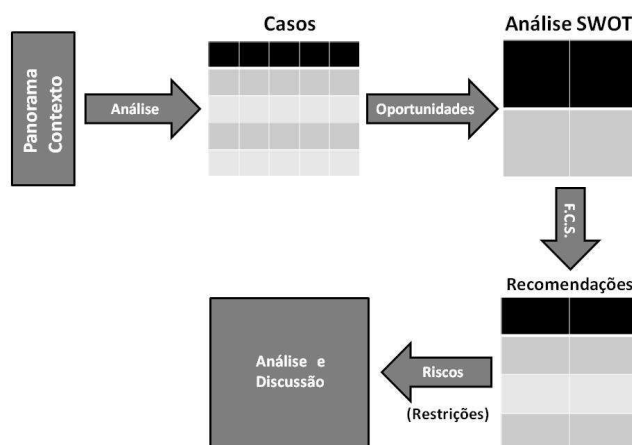 Casos
Análise SWOT
Panorama
Contexto
Análise
Oportunidades
F.C.S.
Recomendações
Análise e
Discussão
Riscos
(Restrições)